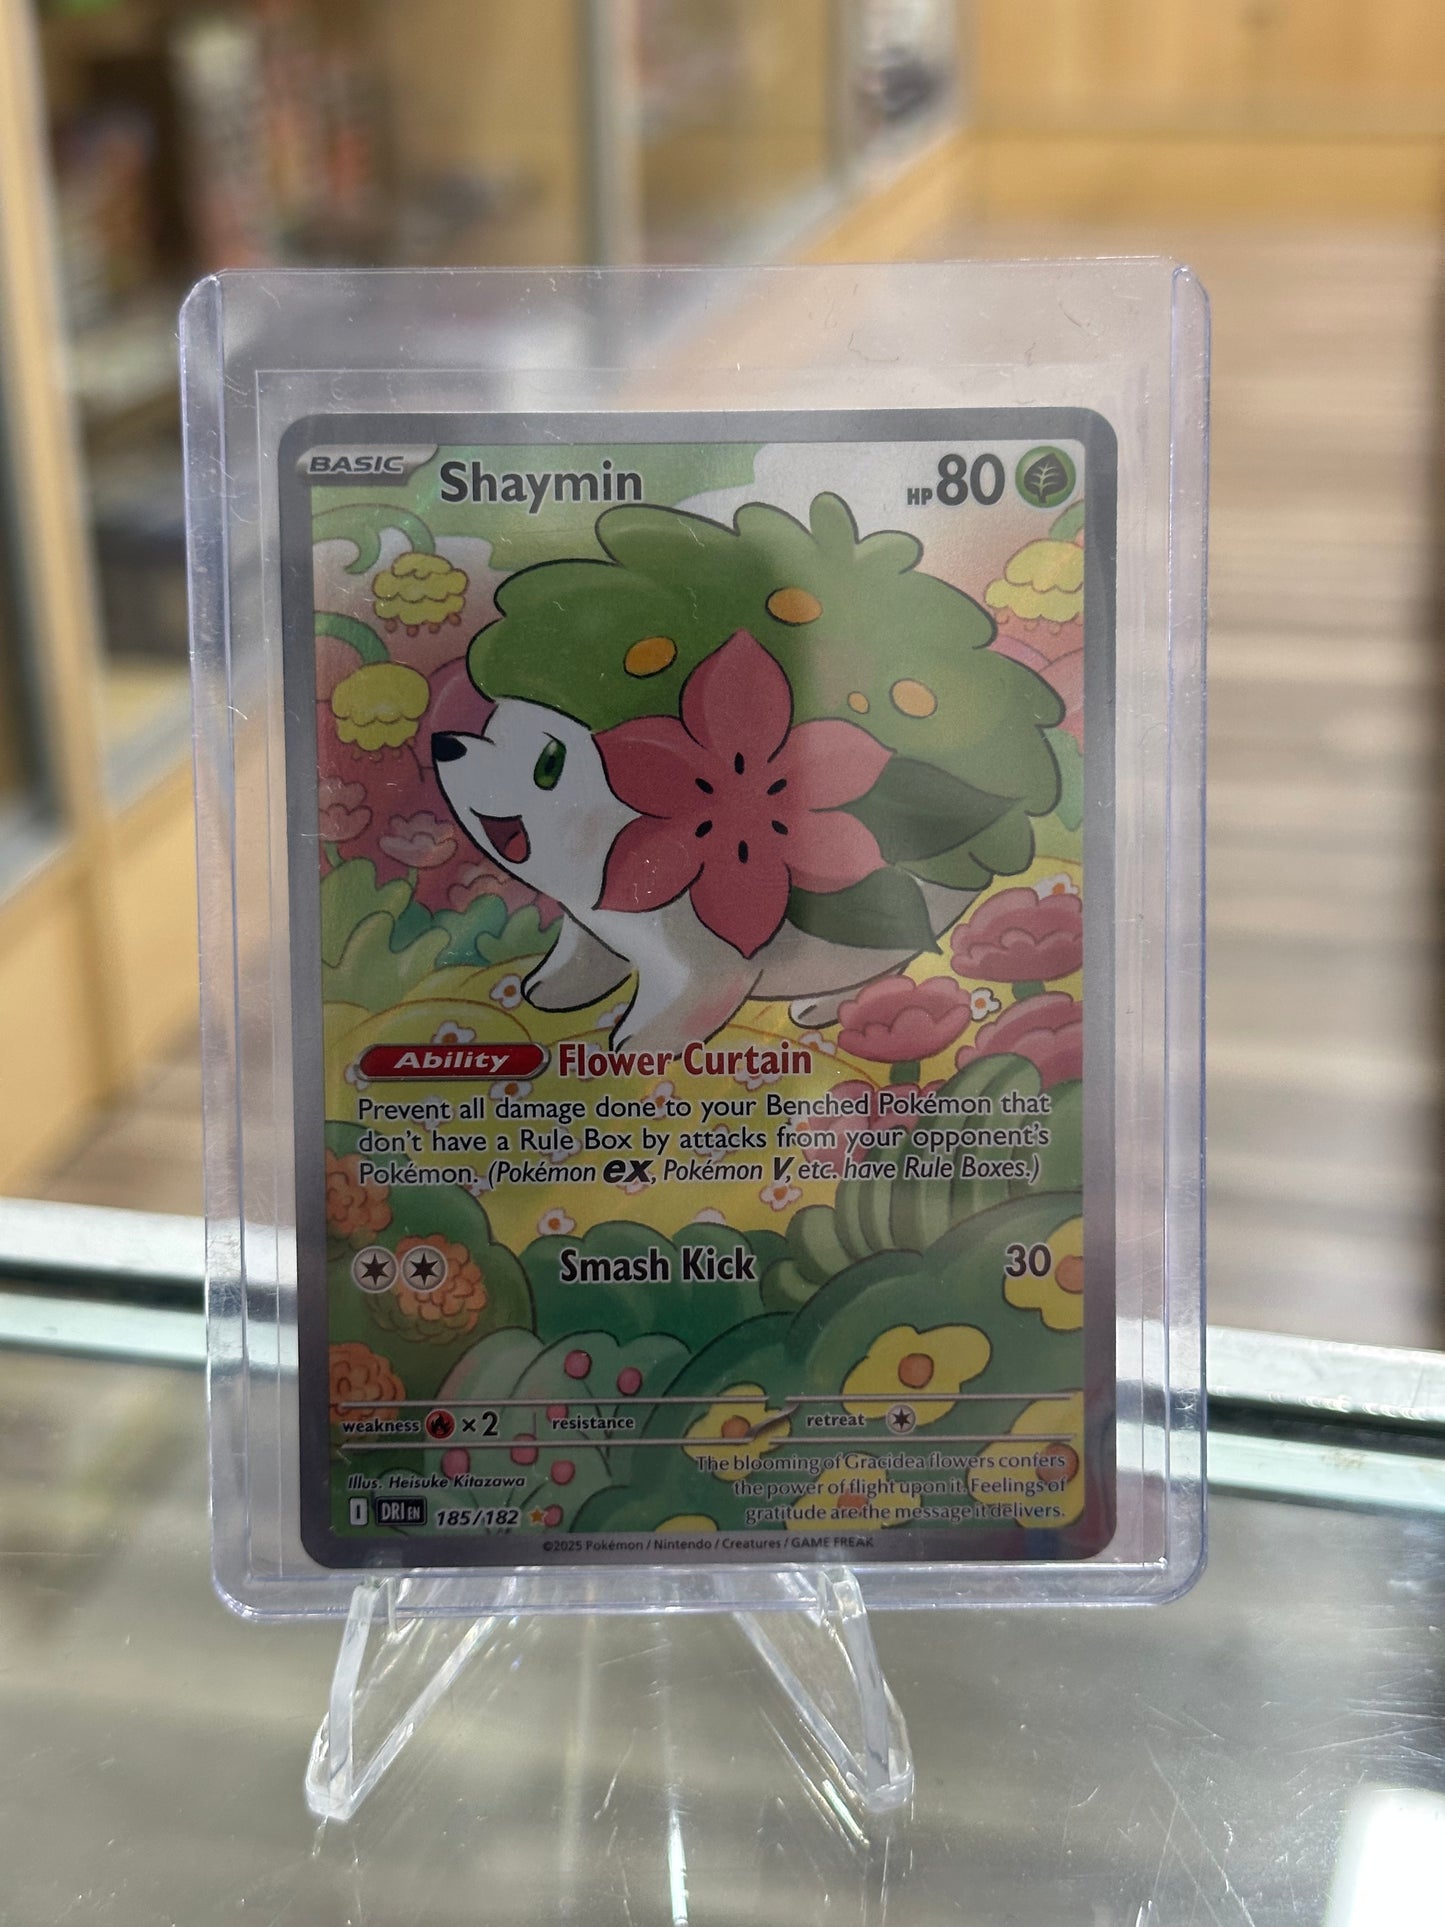 BASIC Shaymin HP 80
Ability Flower Curtain
Prevent all damage done to your Benched Pokémon that
don't have a Rule Box by attacks from your opponent's
Pokémon. (Pokémon ex, Pokémon V, etc. have Rule Boxes.)
Smash Kick 30
weakness ×2 resistance retreat
The blooming of Gracidea flowers confers
the power of flight upon it. Feelings of
gratitude are the message it delivers.
Illus. Heisuke Kitazawa
I DRI EN 185/182
©2025 Pokémon / Nintendo / Creatures / GAME FREAK